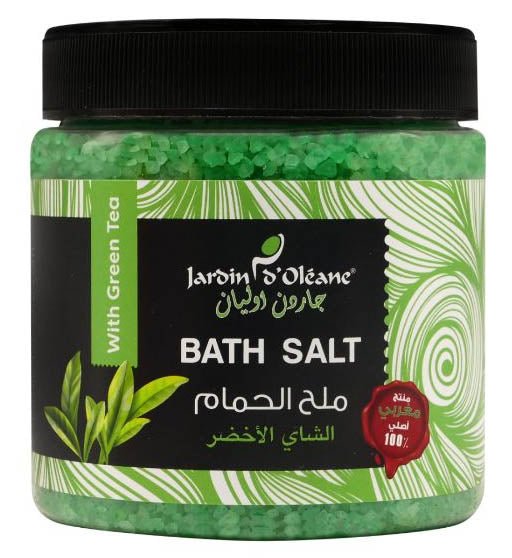 With Green Tea
Jardin d'Oléane®
جاردن اوليان
BATH SALT
ملح الحمام
الشاي الأخضر
منتج
مغربي
أصلي
100%